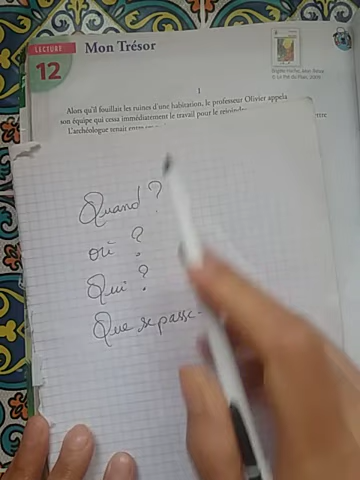 LECTURE
12
Mon Trésor
1
Alors qu'il fouillait les ruines d'une habitation, le professeur Olivier appela
son équipe qui cessa immédiatement le travail pour le rejoindre
L'archéologue tenait
Quand ?
où ?
Qui ?
Que se passe-